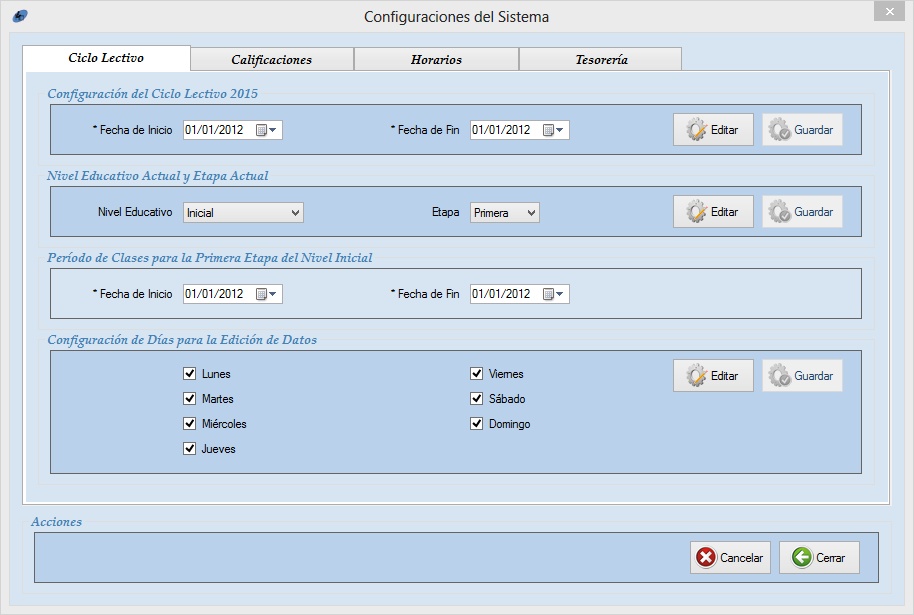 Configuraciones del Sistema
Ciclo Lectivo Calificaciones Horarios Tesorería
Configuración del Ciclo Lectivo 2015
* Fecha de Inicio 01/01/2012 * Fecha de Fin 01/01/2012 Editar Guardar
Nivel Educativo Actual y Etapa Actual
Nivel Educativo Inicial Etapa Primera Editar Guardar
Período de Clases para la Primera Etapa del Nivel Inicial
* Fecha de Inicio 01/01/2012 * Fecha de Fin 01/01/2012
Configuración de Días para la Edición de Datos
Lunes Viernes Editar Guardar
Martes Sábado
Miércoles Domingo
Jueves
Acciones
Cancelar Cerrar